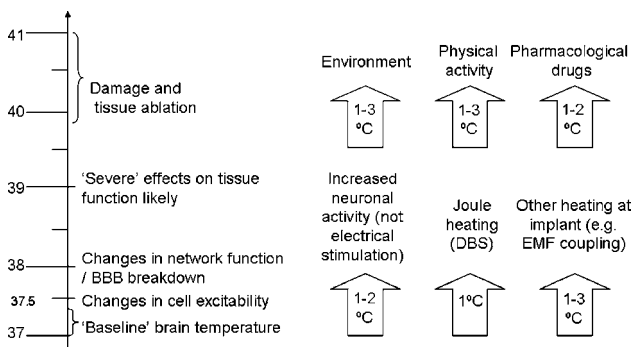 41
40
39
38
37.5
37
Damage and
tissue ablation
'Severe' effects on tissue
function likely
Changes in network function
/ BBB breakdown
Changes in cell excitability
'Baseline' brain temperature
Environment
1-3
ºC
Physical
activity
1-3
ºC
Pharmacological
drugs
1-2
ºC
Increased
neuronal
activity (not
electrical
stimulation)
1-2
ºC
Joule
heating
(DBS)
1ºC
Other heating at
implant (e.g.
EMF coupling)
1-3
ºC